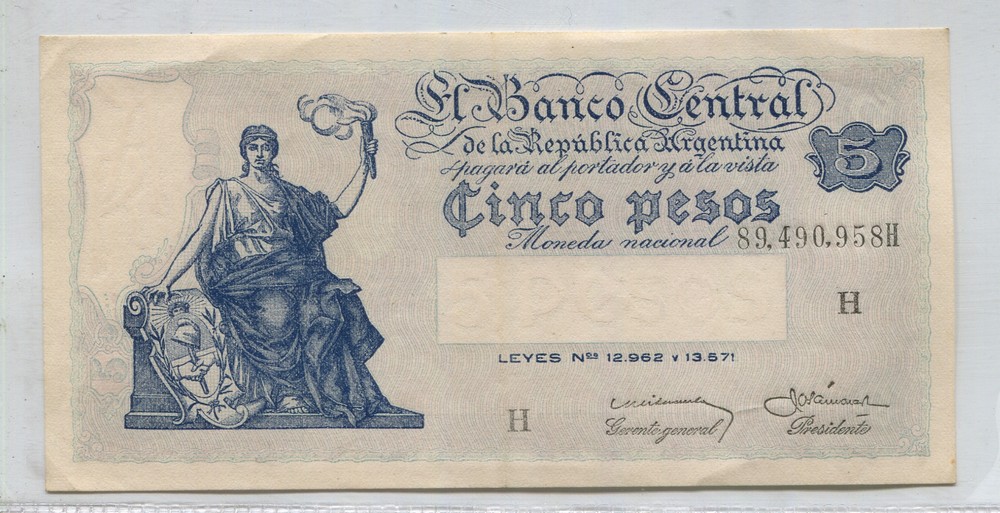 El Banco Central
de la República Argentina
pagará al portador y á la vista
5
Cinco pesos
Moneda nacional 89,490,958H
H
LEYES Nos 12.962 y 13.571
H
Gerente general
Presidente